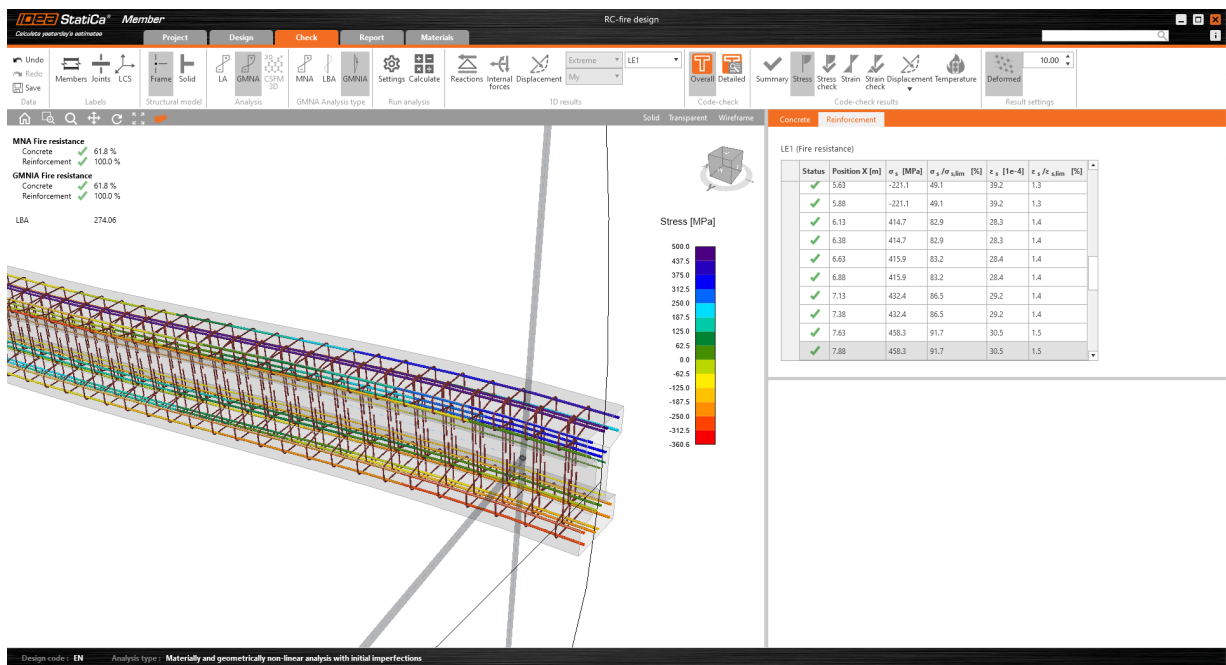 IDEA StatiCa® Member
Calculate yesterday's estimates
RC-fire design
Project Design Check Report Materials
Undo
Redo
Save
Data
Members Joints LCS
Labels
Frame Solid
Structural model
LA GMNA CSFM 3D
Analysis
MNA LBA GMNIA
GMNA Analysis type
Settings Calculate
Run analysis
Reactions Internal forces Displacement
Extreme LE1
My
1D results
Overall Detailed
Code-check
Summary Stress Stress check Strain Strain check Displacement Temperature
Code-check results
Deformed 10.00
Result settings
Solid Transparent Wireframe
MNA Fire resistance
Concrete 61.8 %
Reinforcement 100.0 %
GMNIA Fire resistance
Concrete 61.8 %
Reinforcement 100.0 %
LBA 274.06
Stress [MPa]
500.0
437.5
375.0
312.5
250.0
187.5
125.0
62.5
0.0
-62.5
-125.0
-187.5
-250.0
-312.5
-360.6
Concrete Reinforcement
LE1 (Fire resistance)
Status Position X [m] σ s [MPa] σ s/σ s,lim [%] ε s [1e-4] ε s/ε s,lim [%]
5.63 -221.1 49.1 39.2 1.3
5.88 -221.1 49.1 39.2 1.3
6.13 414.7 82.9 28.3 1.4
6.38 414.7 82.9 28.3 1.4
6.63 415.9 83.2 28.4 1.4
6.88 415.9 83.2 28.4 1.4
7.13 432.4 86.5 29.2 1.4
7.38 432.4 86.5 29.2 1.4
7.63 458.3 91.7 30.5 1.5
7.88 458.3 91.7 30.5 1.5
Design code : EN Analysis type : Materially and geometrically non-linear analysis with initial imperfections